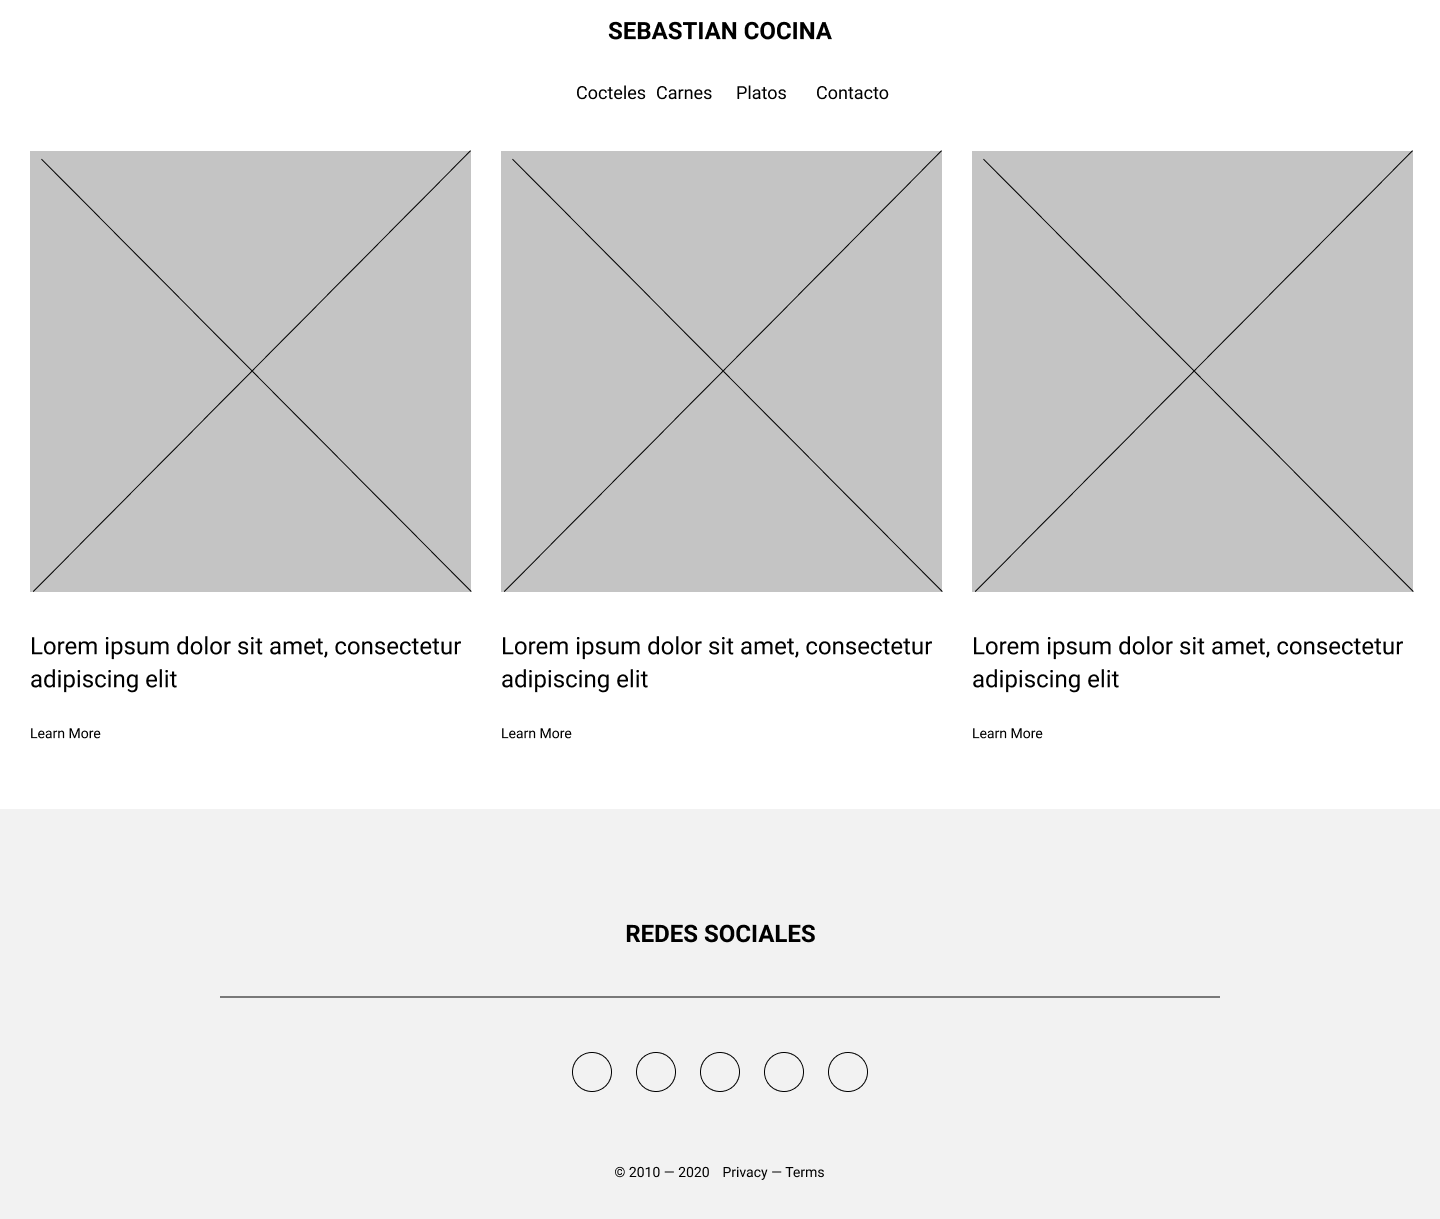 SEBASTIAN COCINA
Cocteles Carnes Platos Contacto
Lorem ipsum dolor sit amet, consectetur
adipiscing elit
Learn More
Lorem ipsum dolor sit amet, consectetur
adipiscing elit
Learn More
Lorem ipsum dolor sit amet, consectetur
adipiscing elit
Learn More
REDES SOCIALES
© 2010 — 2020 Privacy — Terms